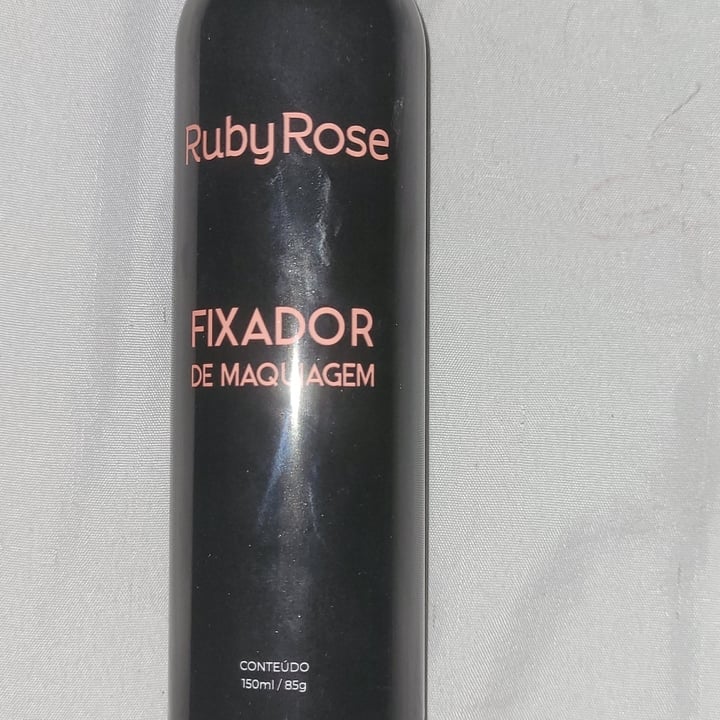 Ruby Rose
FIXADOR
DE MAQUIAGEM
CONTEÚDO
150ml / 85g